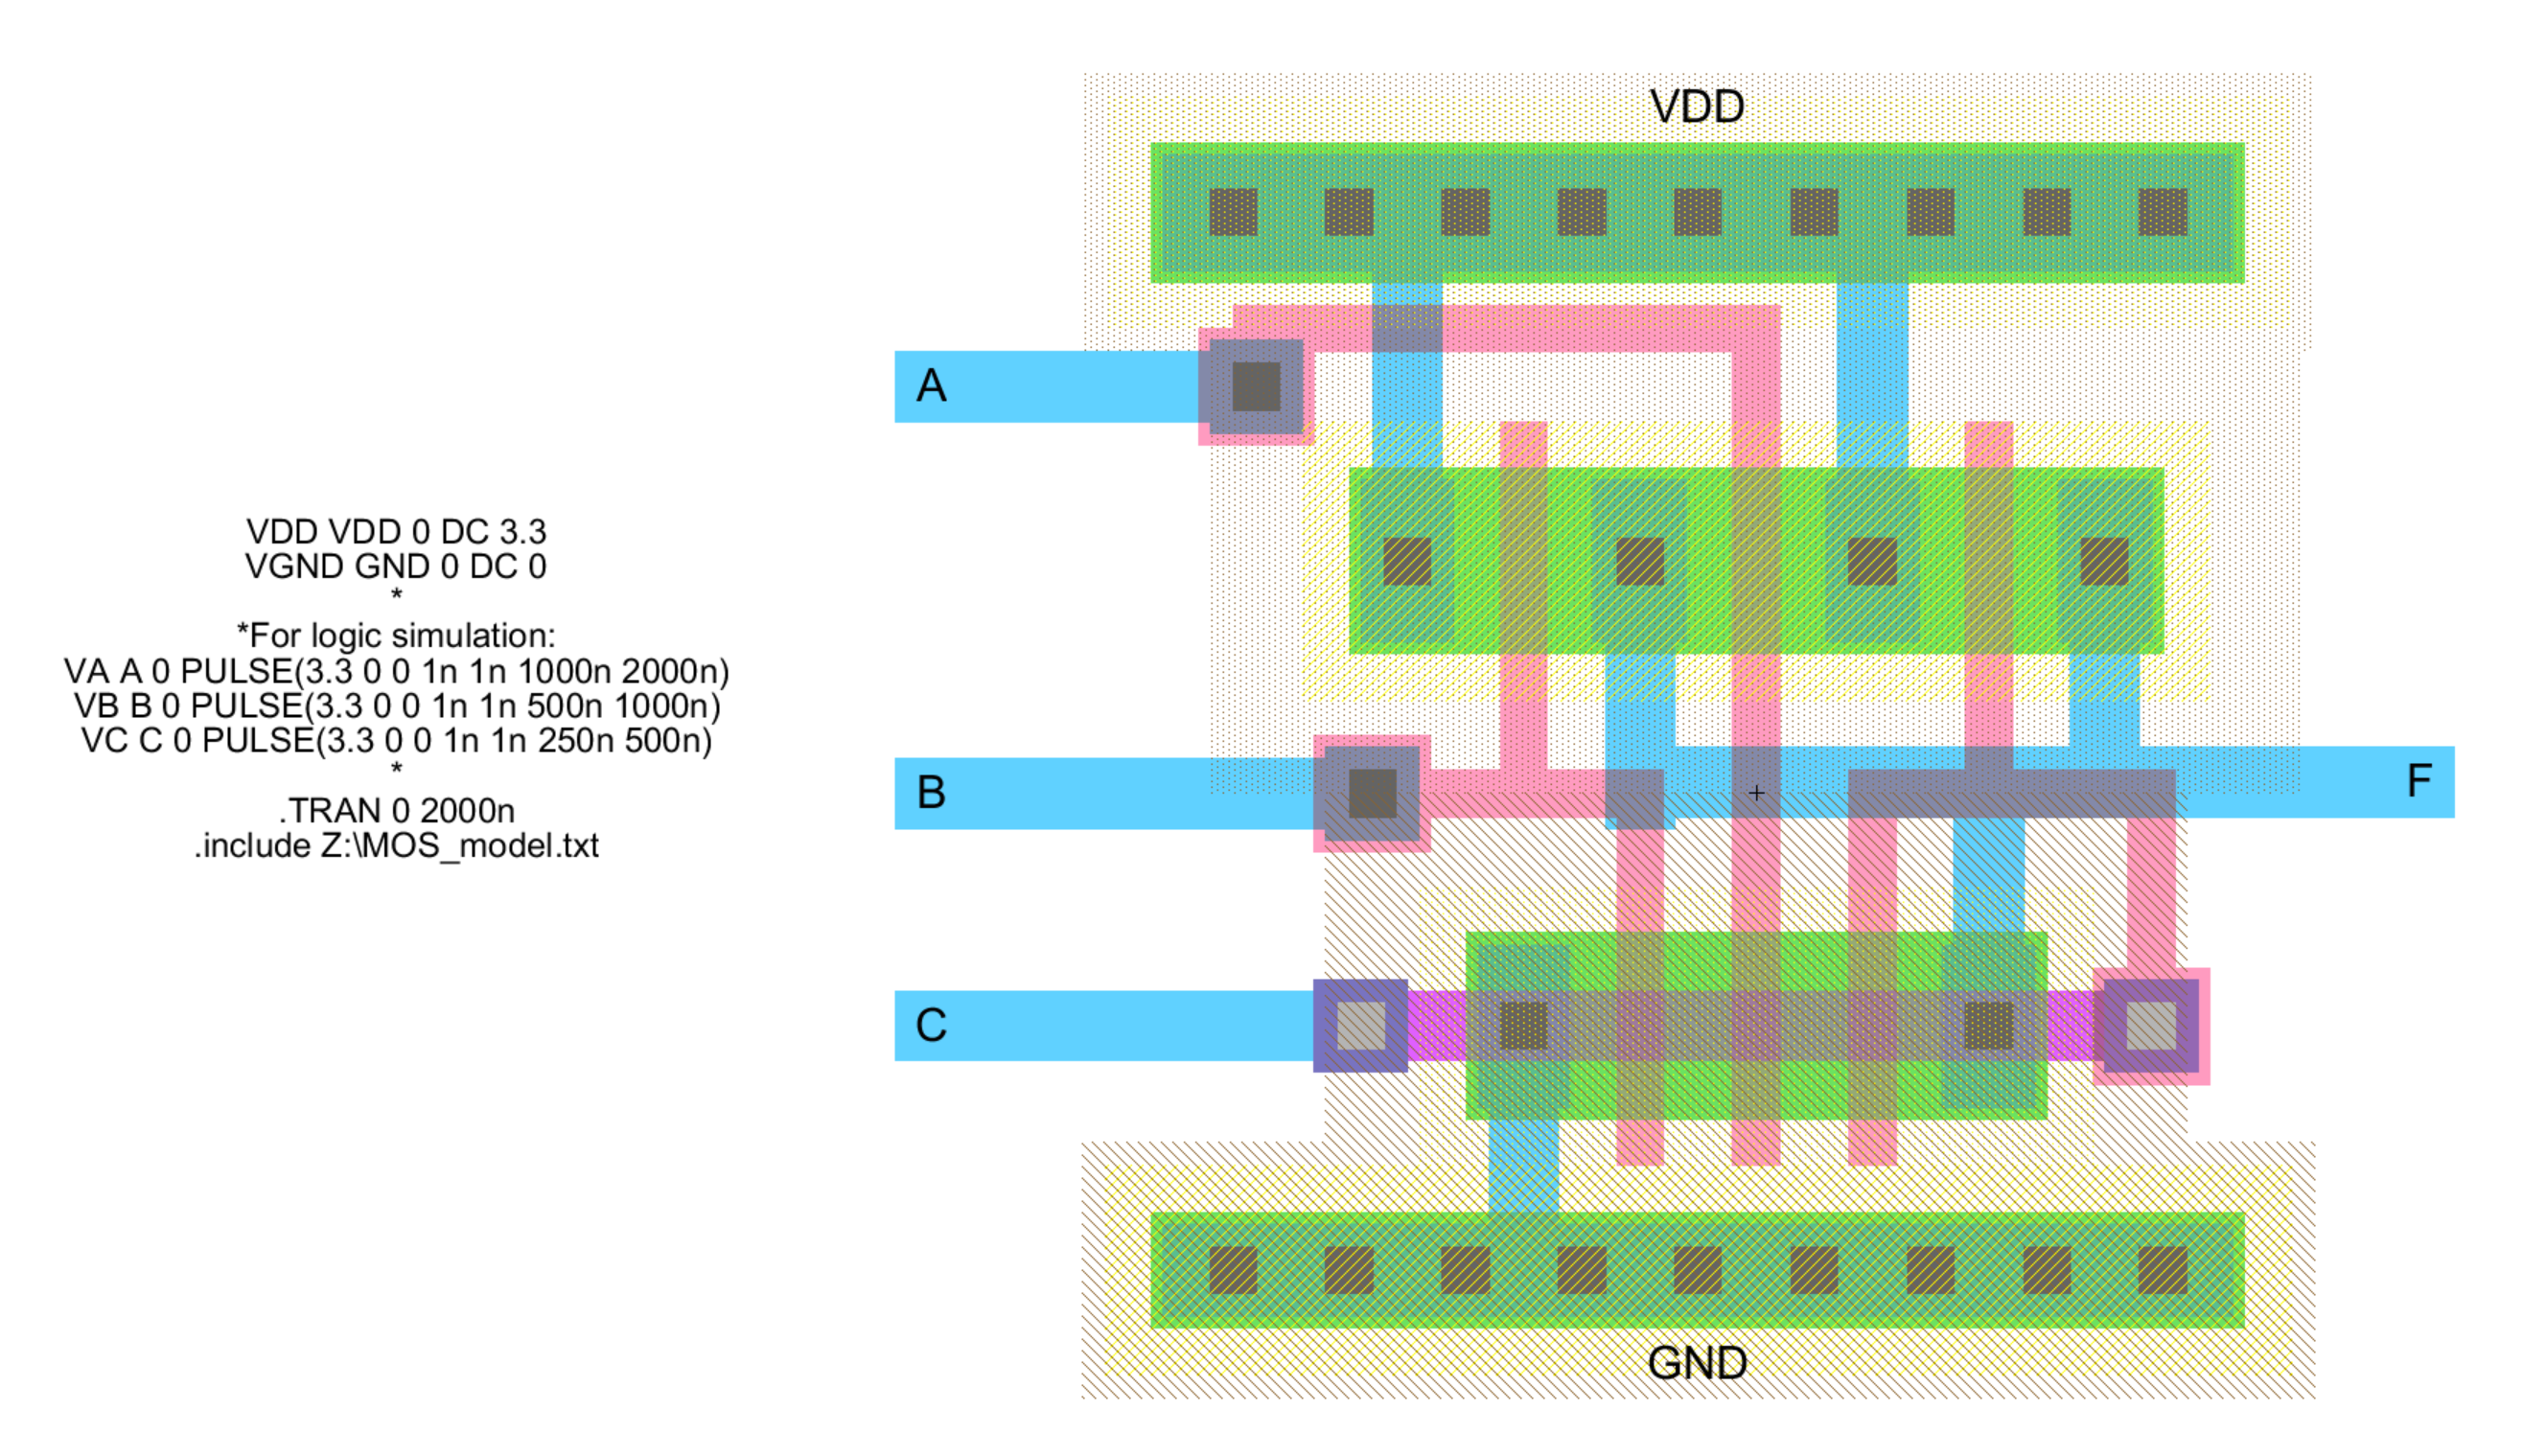 VDD
A
VDD VDD 0 DC 3.3
VGND GND 0 DC 0
*
*For logic simulation:
VA A 0 PULSE(3.3 0 0 1n 1n 1000n 2000n)
VB B 0 PULSE(3.3 0 0 1n 1n 500n 1000n)
VC C 0 PULSE(3.3 0 0 1n 1n 250n 500n)
*
.TRAN 0 2000n
.include Z:\MOS_model.txt
B
F
C
GND